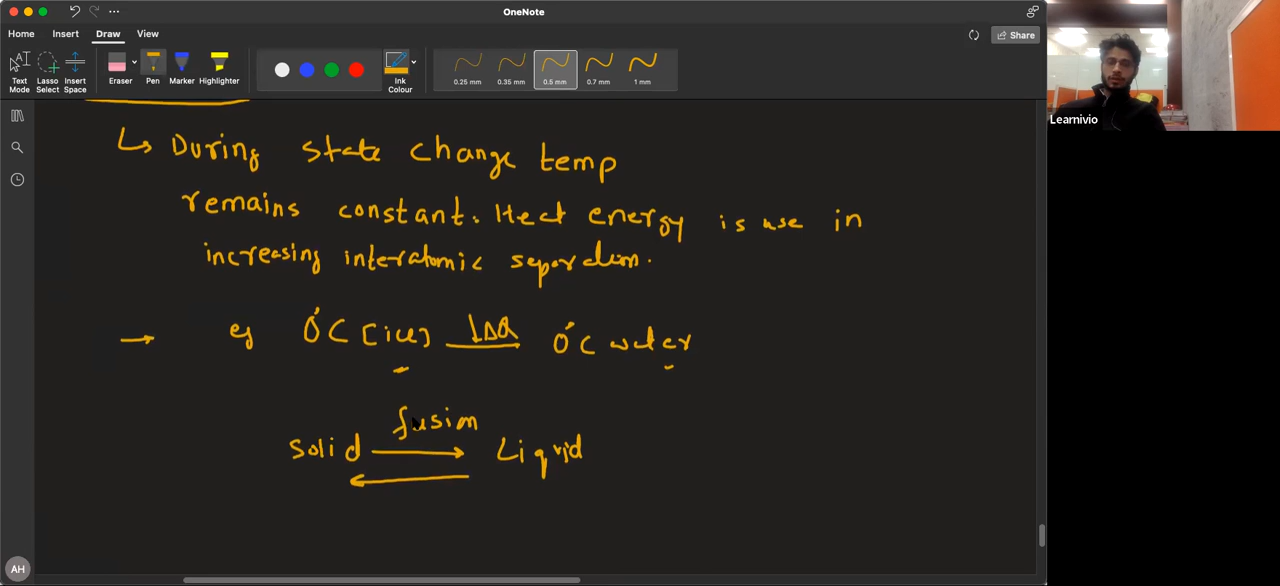 OneNote
Home Insert Draw View
Share
Text Mode
Lasso Select
Insert Space
Eraser
Pen
Marker
Highlighter
Ink Colour
0.25 mm
0.35 mm
0.5 mm
0.7 mm
1 mm
Learnivio
↳ During state change temp
remains constant. Heat energy is use in
increasing interatomic separation.
→ eg 0°C [ice] 1ΔQ 0°C water
fusion
Solid → Liquid
←
AH